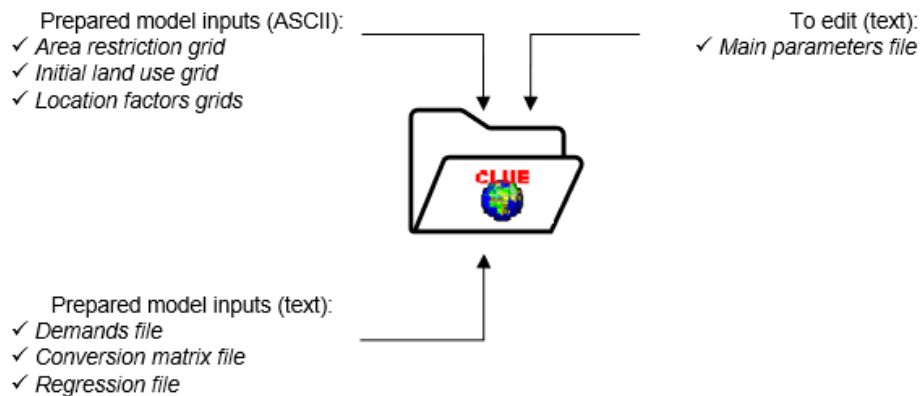 Prepared model inputs (ASCII):
✓ Area restriction grid
✓ Initial land use grid
✓ Location factors grids
To edit (text):
✓ Main parameters file
CLUE
Prepared model inputs (text):
✓ Demands file
✓ Conversion matrix file
✓ Regression file